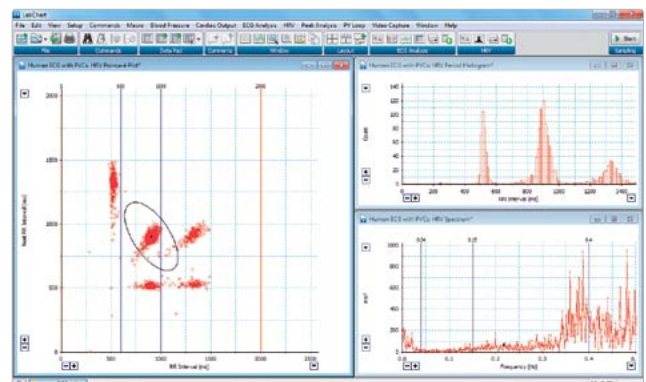 LabChart
File Edit View Setup Commands Macro Blood Pressure Cardiac Output ECG Analysis HRV Peak Analysis PV Loop Video Capture Window Help
Start
File Commands Data Pad Comments Window Layout ECG Analysis HRV Sampling
Human ECG with PVCs: HRV Poincaré Plot*
2000
1500
1000
500
0
0 500 1000 1500 2000 2500
RR Interval (ms)
Next RR Interval (ms)
Human ECG with PVCs: HRV Period Histogram*
Count
140
120
100
80
60
40
20
0
0 200 400 600 800 1000 1200 1400
RR Interval (ms)
Human ECG with PVCs: HRV Spectrum*
0.04 0.15 0.4
1000
800
600
400
200
0
0.0 0.1 0.2 0.3 0.4
Frequency (Hz)